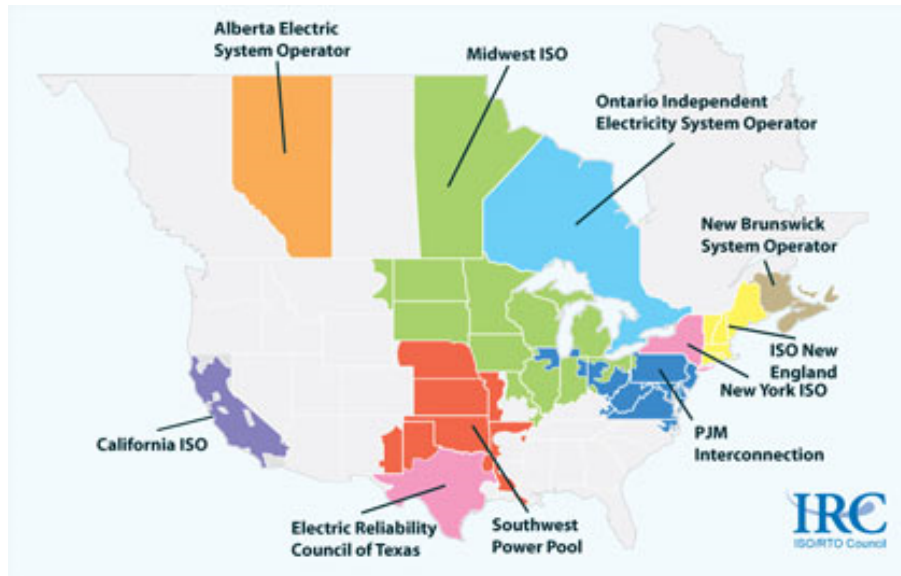 Alberta Electric
System Operator
Midwest ISO
Ontario Independent
Electricity System Operator
New Brunswick
System Operator
ISO New
England
New York ISO
PJM
Interconnection
California ISO
Electric Reliability
Council of Texas
Southwest
Power Pool
IRC
ISO/RTO Council